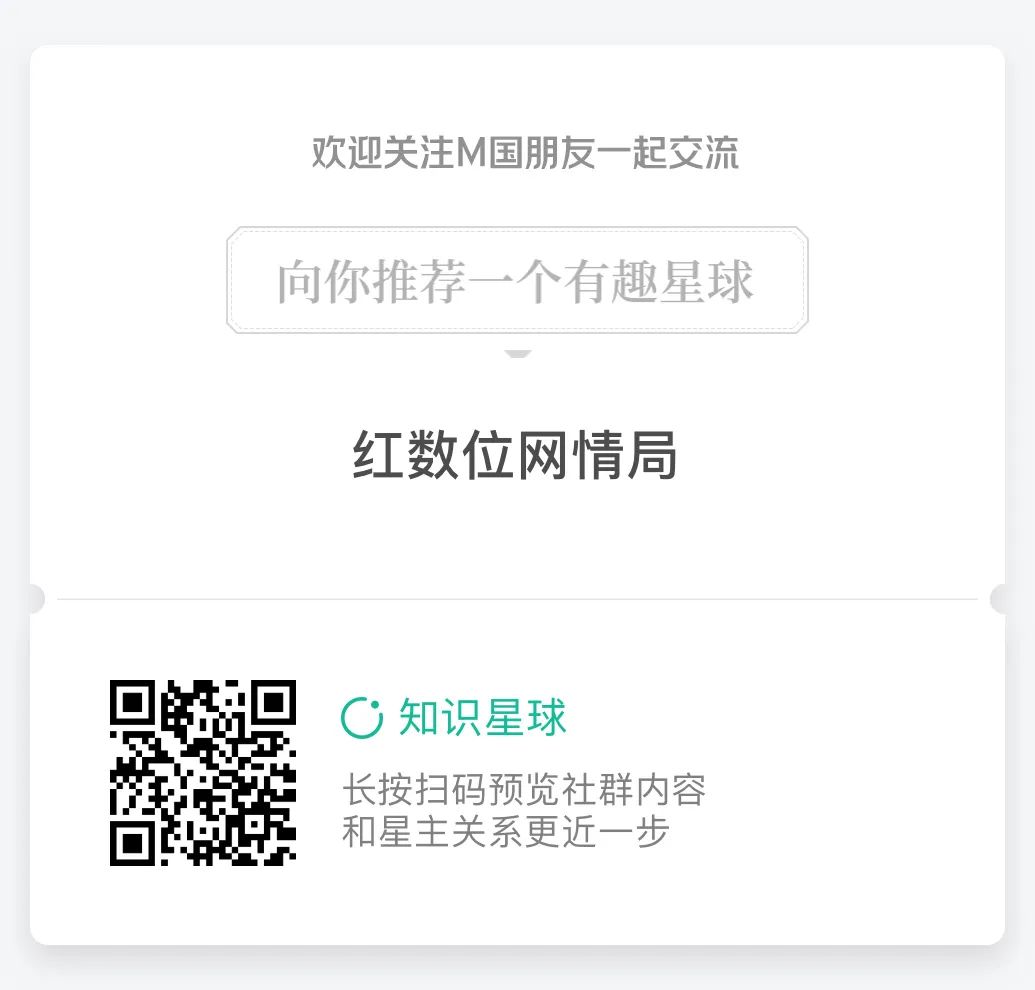 欢迎关注M国朋友一起交流
向你推荐一个有趣星球
红数位网情局
知识星球
长按扫码预览社群内容
和星主关系更近一步